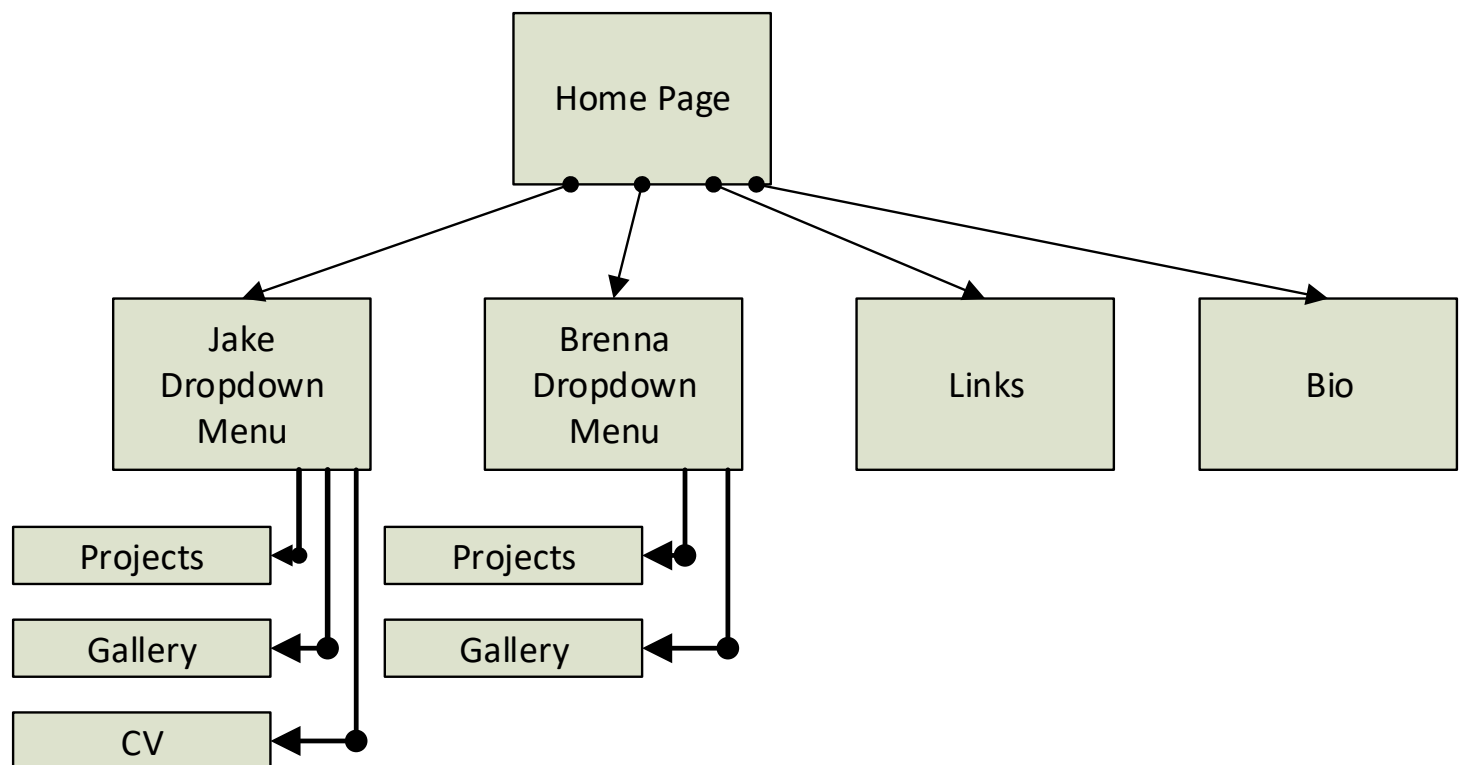 Home Page
Jake
Dropdown
Menu
Brenna
Dropdown
Menu
Links
Bio
Projects
Projects
Gallery
Gallery
CV